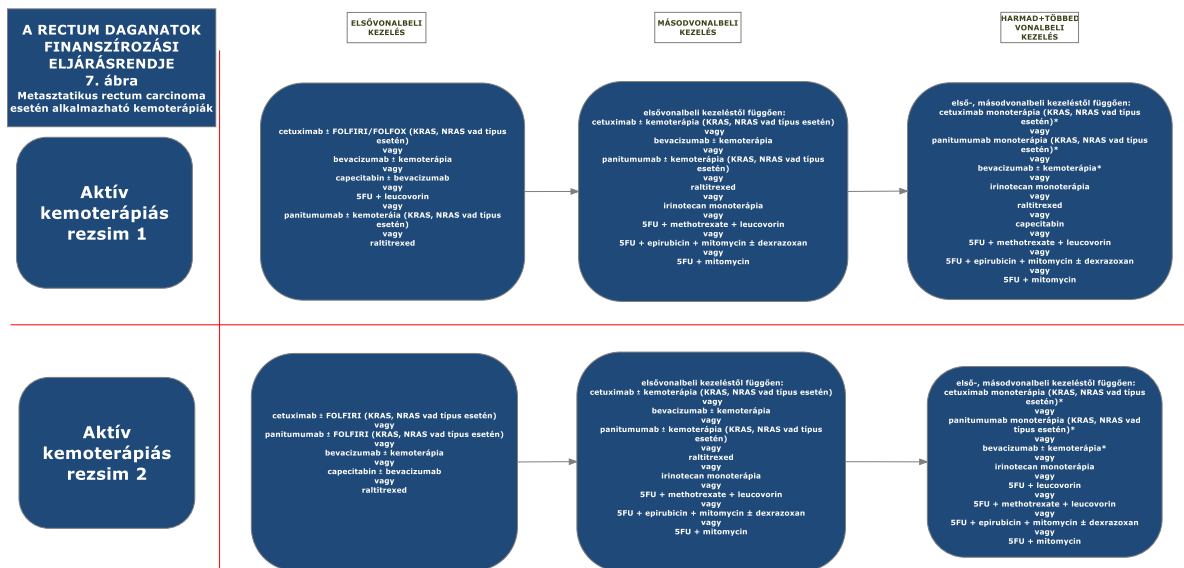 A RECTUM DAGANATOK
FINANSZÍROZÁSI
ELJÁRÁSRENDJE
7. ábra
Metasztatikus rectum carcinoma
esetén alkalmazható kemoterápiák
ELSŐVONALBELI
KEZELÉS
MÁSODVONALBELI
KEZELÉS
HARMAD+TÖBBED
VONALBELI
KEZELÉS
Aktív
kemoterápiás
rezsim 1
cetuximab ± FOLFIRI/FOLFOX (KRAS, NRAS vad típus
esetén)
vagy
bevacizumab ± kemoterápia
vagy
capecitabin ± bevacizumab
vagy
5FU + leucovorin
vagy
panitumumab ± kemoteráia (KRAS, NRAS vad típus
esetén)
vagy
raltitrexed
elsővonalbeli kezeléstől függően:
cetuximab ± kemoterápia (KRAS, NRAS vad típus esetén)
vagy
bevacizumab ± kemoterápia
vagy
panitumumab ± kemoterápia (KRAS, NRAS vad típus
esetén)
vagy
raltitrexed
vagy
irinotecan monoterápia
vagy
5FU + methotrexate + leucovorin
vagy
5FU + epirubicin + mitomycin ± dexrazoxan
vagy
5FU + mitomycin
első-, másodvonalbeli kezeléstől függően:
cetuximab monoterápia (KRAS, NRAS vad típus
esetén)*
vagy
panitumumab monoterápia (KRAS, NRAS vad típus
esetén)*
vagy
bevacizumab ± kemoterápia*
vagy
irinotecan monoterápia
vagy
raltitrexed
vagy
capecitabin
vagy
5FU + methotrexate + leucovorin
vagy
5FU + epirubicin + mitomycin ± dexrazoxan
vagy
5FU + mitomycin
Aktív
kemoterápiás
rezsim 2
cetuximab ± FOLFIRI (KRAS, NRAS vad típus esetén)
vagy
panitumumab ± FOLFIRI (KRAS, NRAS vad típus esetén)
vagy
bevacizumab ± kemoterápia
vagy
capecitabin ± bevacizumab
vagy
raltitrexed
elsővonalbeli kezeléstől függően:
cetuximab ± kemoterápia (KRAS, NRAS vad típus esetén)
vagy
bevacizumab ± kemoterápia
vagy
panitumumab ± kemoterápia (KRAS, NRAS vad típus
esetén)
vagy
raltitrexed
vagy
irinotecan monoterápia
vagy
5FU + methotrexate + leucovorin
vagy
5FU + epirubicin + mitomycin ± dexrazoxan
vagy
5FU + mitomycin
első-, másodvonalbeli kezeléstől függően:
cetuximab monoterápia (KRAS, NRAS vad típus
esetén)*
vagy
panitumumab monoterápia (KRAS, NRAS vad
típus esetén)*
vagy
bevacizumab ± kemoterápia*
vagy
irinotecan monoterápia
vagy
5FU + leucovorin
vagy
5FU + methotrexate + leucovorin
vagy
5FU + epirubicin + mitomycin ± dexrazoxan
vagy
5FU + mitomycin